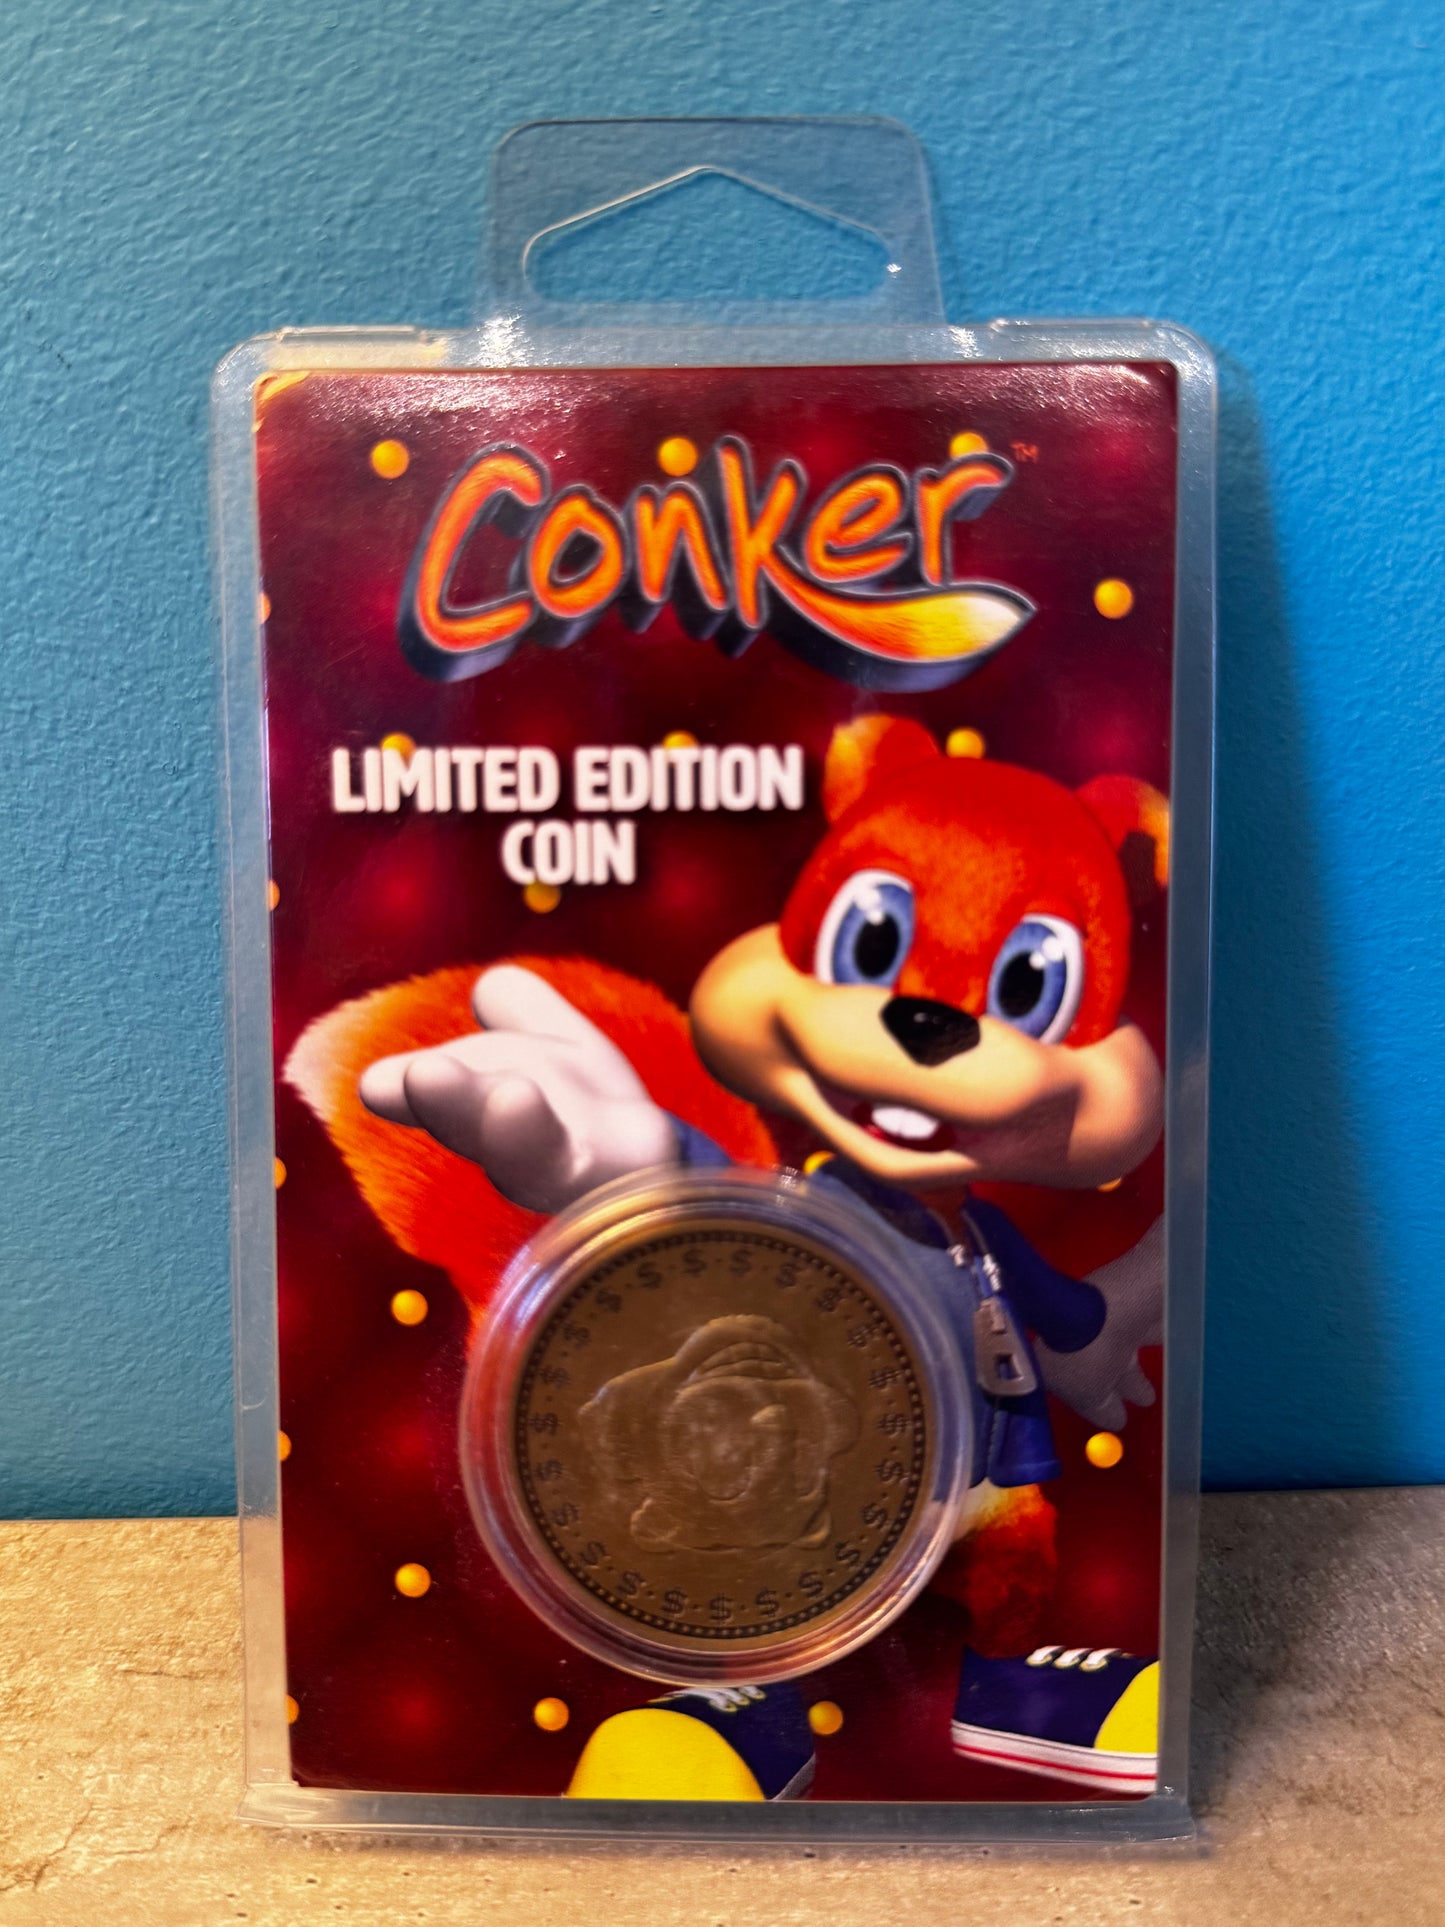 Conker™
LIMITED EDITION
COIN
$ $ $ $ $ $ $ $ $ $ $ $ $ $ $ $ $ $ $ $ $ $ $ $